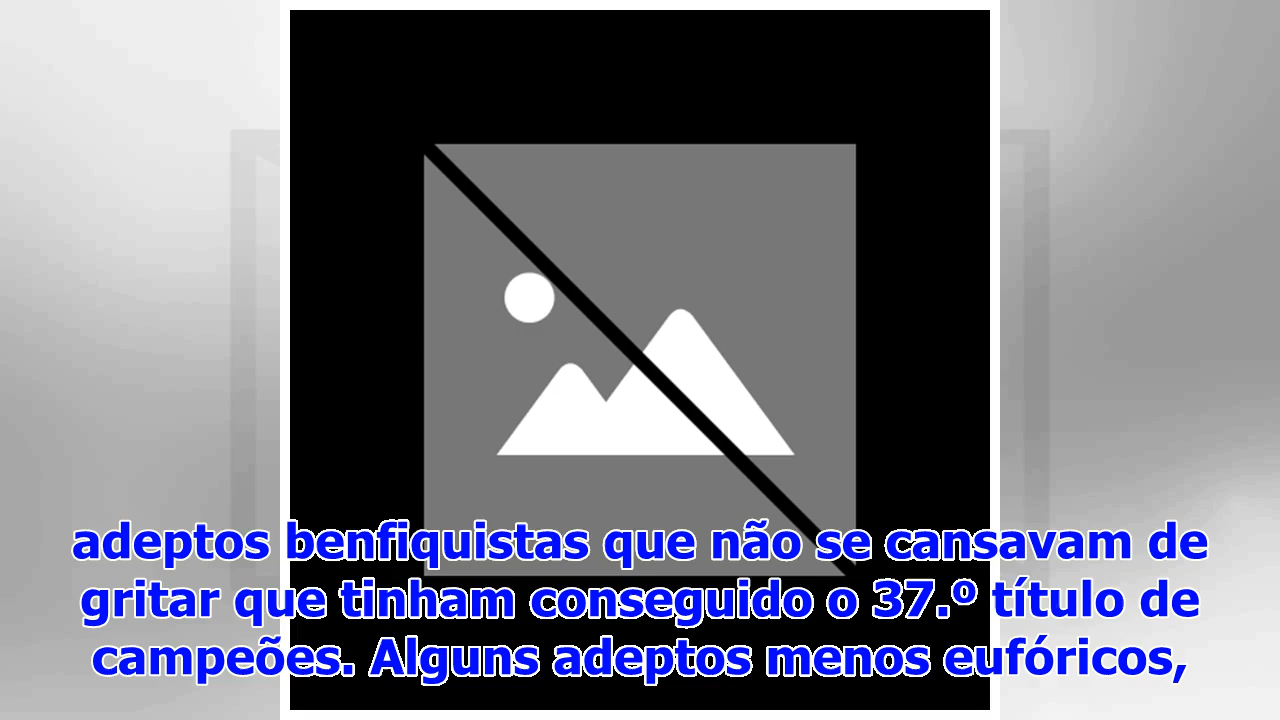 adeptos benfiquistas que não se cansavam de
gritar que tinham conseguido o 37.º título de
campeões. Alguns adeptos menos eufóricos,